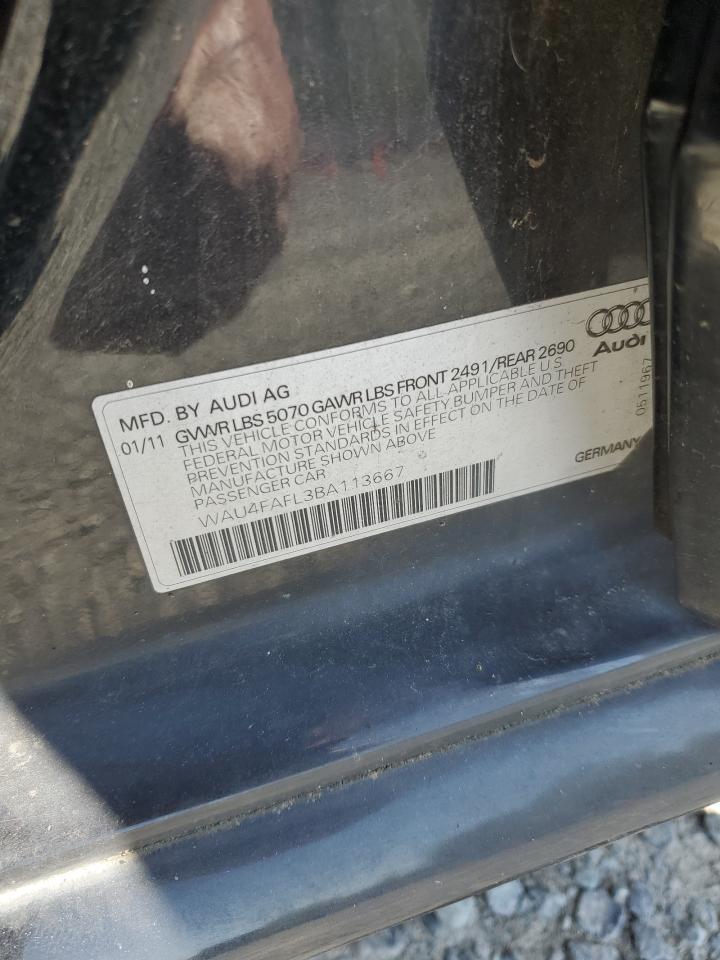 MFD. BY AUDI AG
01/11 GVWR LBS 5070 GAWR LBS FRONT 2491/REAR 2690
THIS VEHICLE CONFORMS TO ALL APPLICABLE U.S.
FEDERAL MOTOR VEHICLE SAFETY BUMPER AND THEFT
PREVENTION STANDARDS IN EFFECT ON THE DATE OF
MANUFACTURE SHOWN ABOVE
PASSENGER CAR
WAU4FAFL3BA113667
Audi
0511967
GERMANY